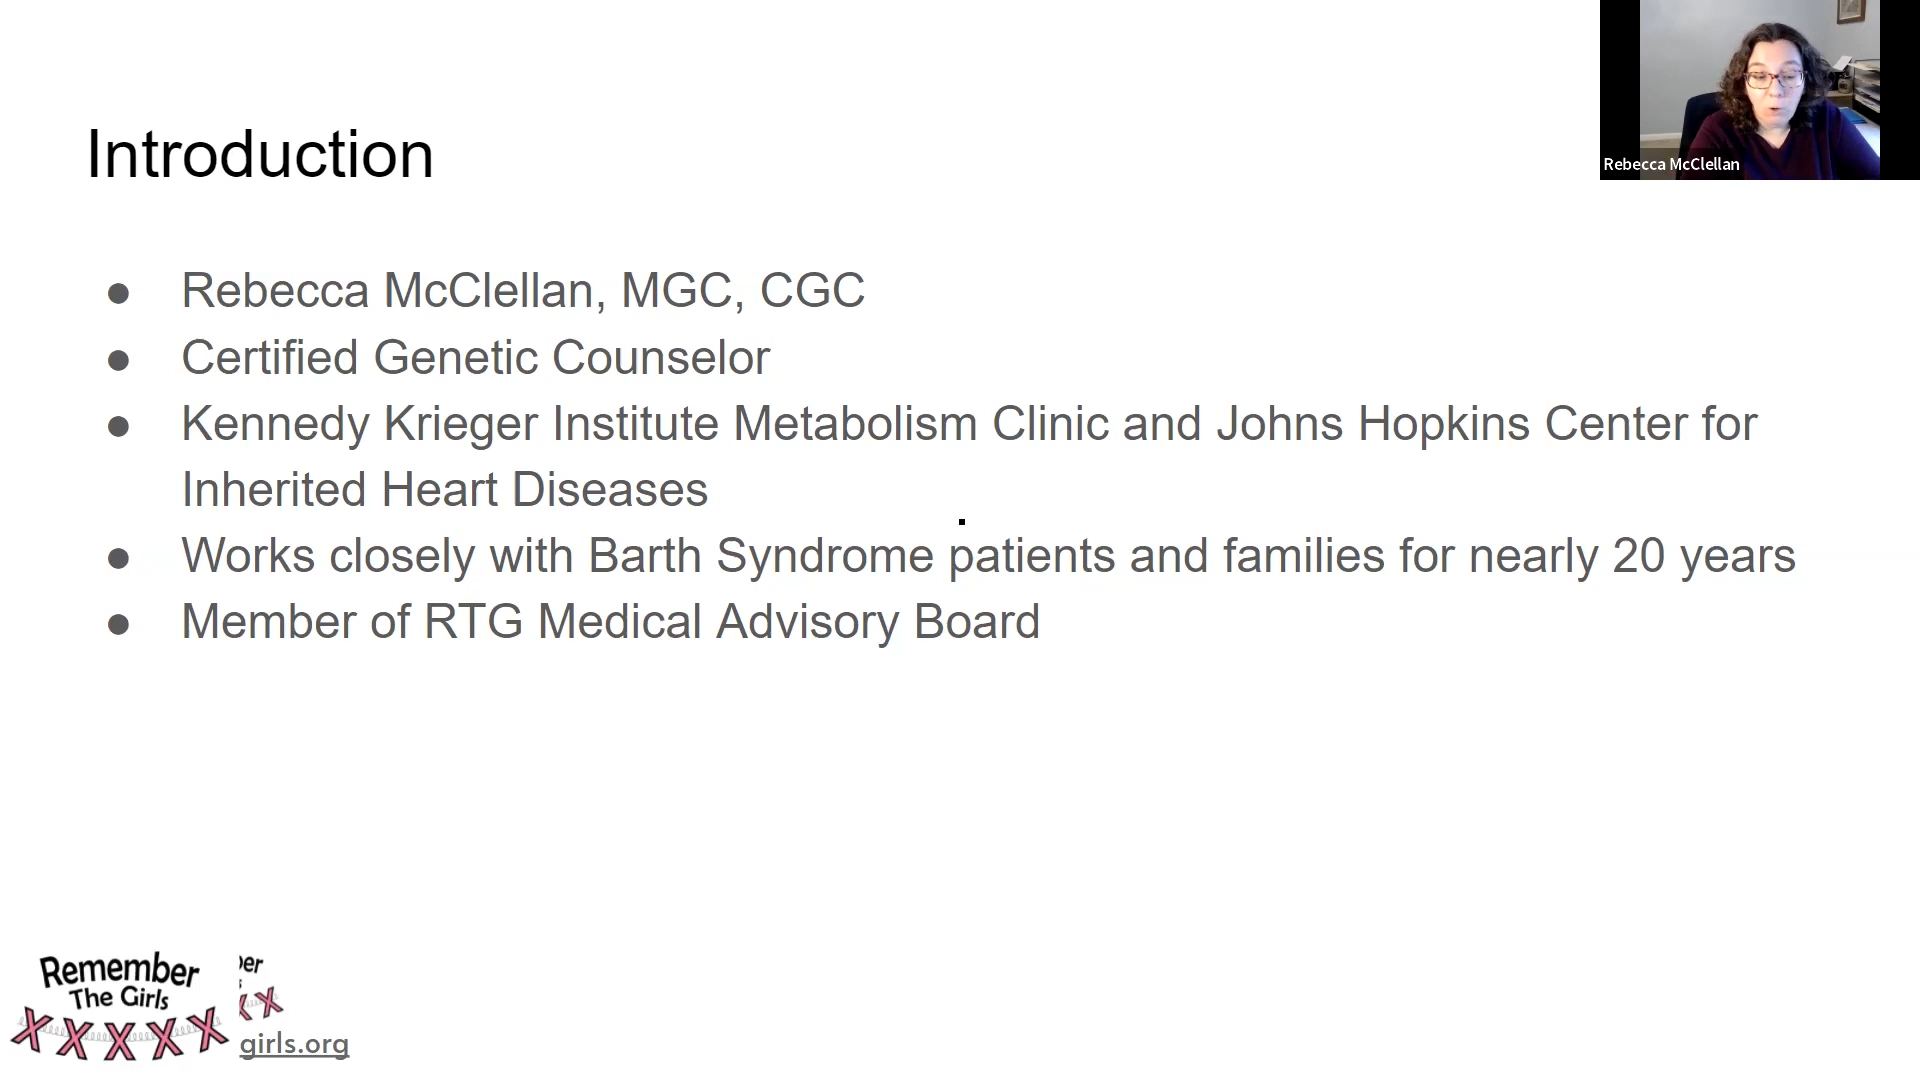 Rebecca McClellan
Introduction
● Rebecca McClellan, MGC, CGC
● Certified Genetic Counselor
● Kennedy Krieger Institute Metabolism Clinic and Johns Hopkins Center for
Inherited Heart Diseases
● Works closely with Barth Syndrome patients and families for nearly 20 years
● Member of RTG Medical Advisory Board
Remember
The Girls
XXXXX
girls.org